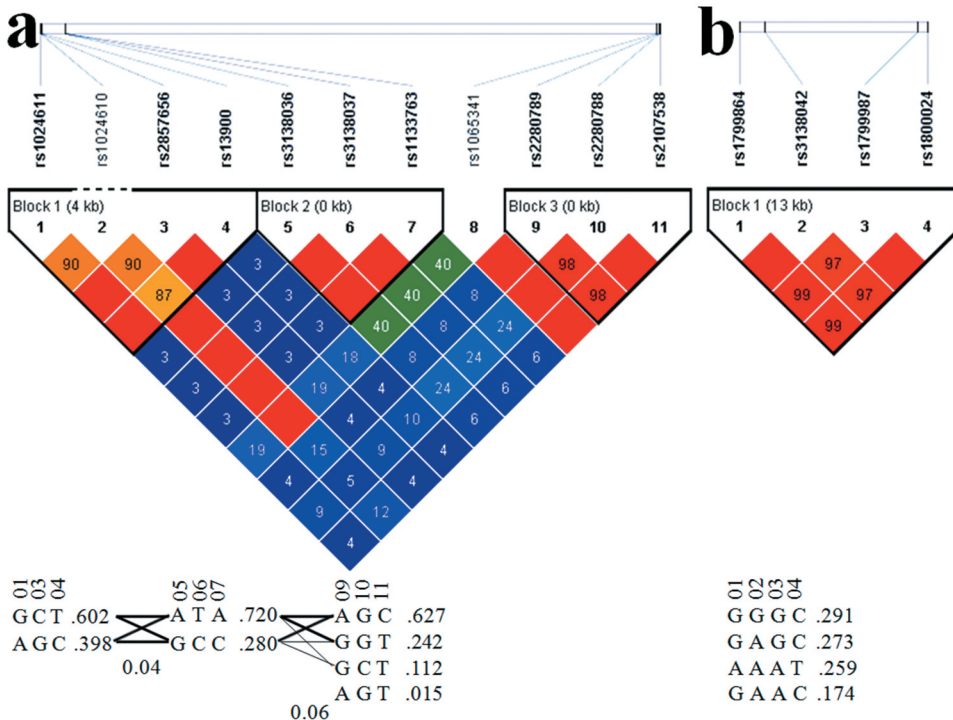 a
rs1024611
rs1024610
rs2857656
rs13900
rs3138036
rs3138037
rs1133763
rs1065341
rs2280789
rs2280788
rs2107538
Block 1 (4 kb) Block 2 (0 kb) Block 3 (0 kb)
1 2 3 4 5 6 7 8 9 10 11
90 90 3 40 98
87 3 3 40 8 98
3 3 40 8 24
3 3 18 8 24 6
3 19 4 24 6
3 4 10 6
19 15 9 4
4 5 4
9 12
4
01 03 04
GCT .602
AGC .398
0.04
05 06 07
ATA .720
GCC .280
0.06
09 10 11
AGC .627
GGT .242
GCT .112
AGT .015
b
rs1799864
rs3138042
rs1799987
rs1800024
Block 1 (13 kb)
1 2 3 4
97
99 97
99
01 02 03 04
GGGC .291
GAGC .273
AAAT .259
GAAC .174